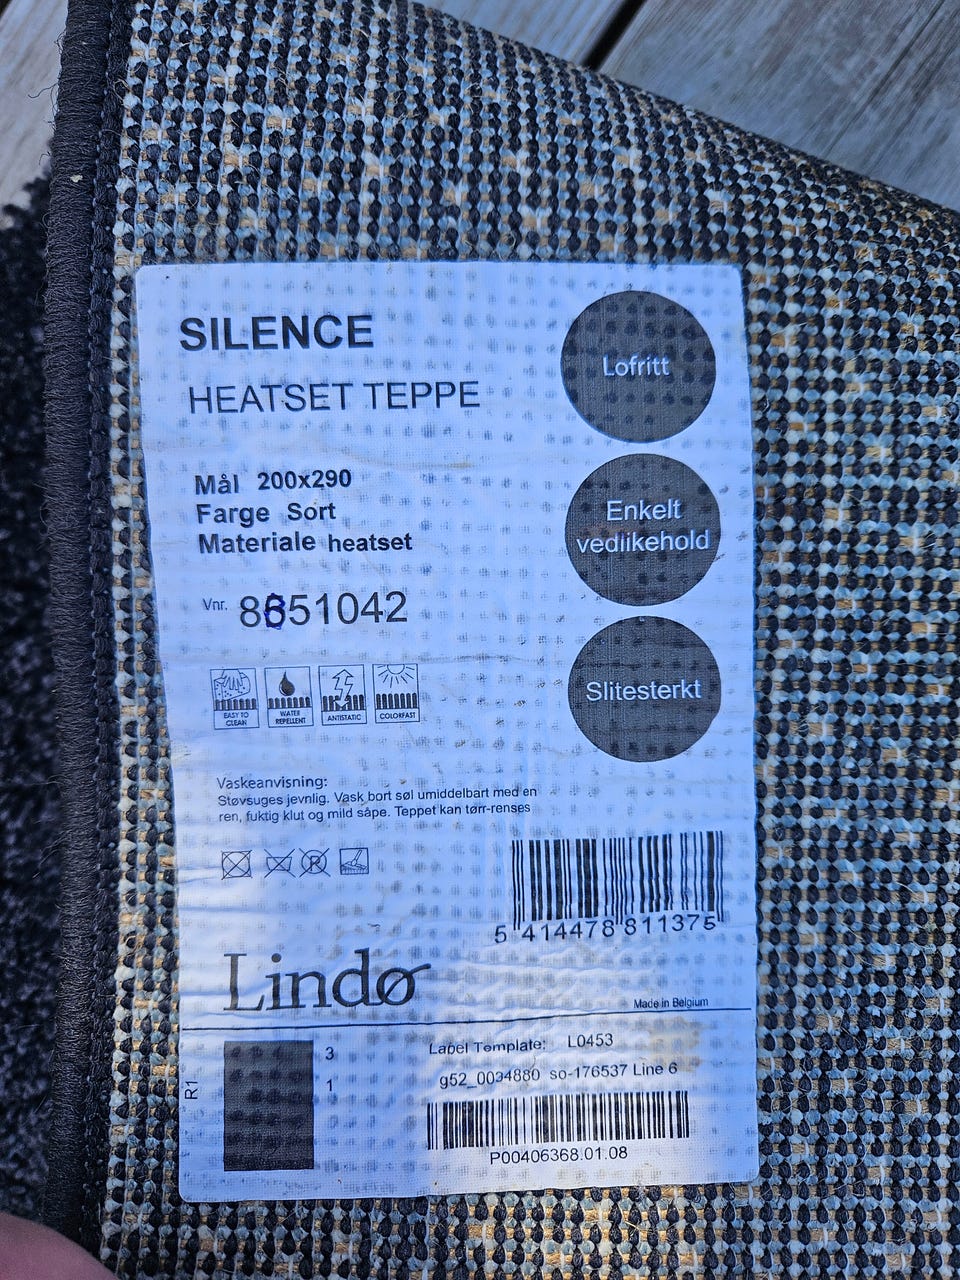 SILENCE
HEATSET TEPPE
Lofritt
Mål 200x290
Farge Sort
Materiale heatset
Enkelt
vedlikehold
Vnr. 8651042
Slitesterkt
EASY TO CLEAN
WATER REPELLENT
ANTISTATIC
COLORFAST
Vaskeanvisning:
Støvsuges jevnlig. Vask bort søl umiddelbart med en
ren, fuktig klut og mild såpe. Teppet kan tørr-renses
P
5 414478 811375
Lindø
Made in Belgium
R1
3
1
Label Template: L0453
g52_0034880 so-176537 Line 6
P00406368.01.08